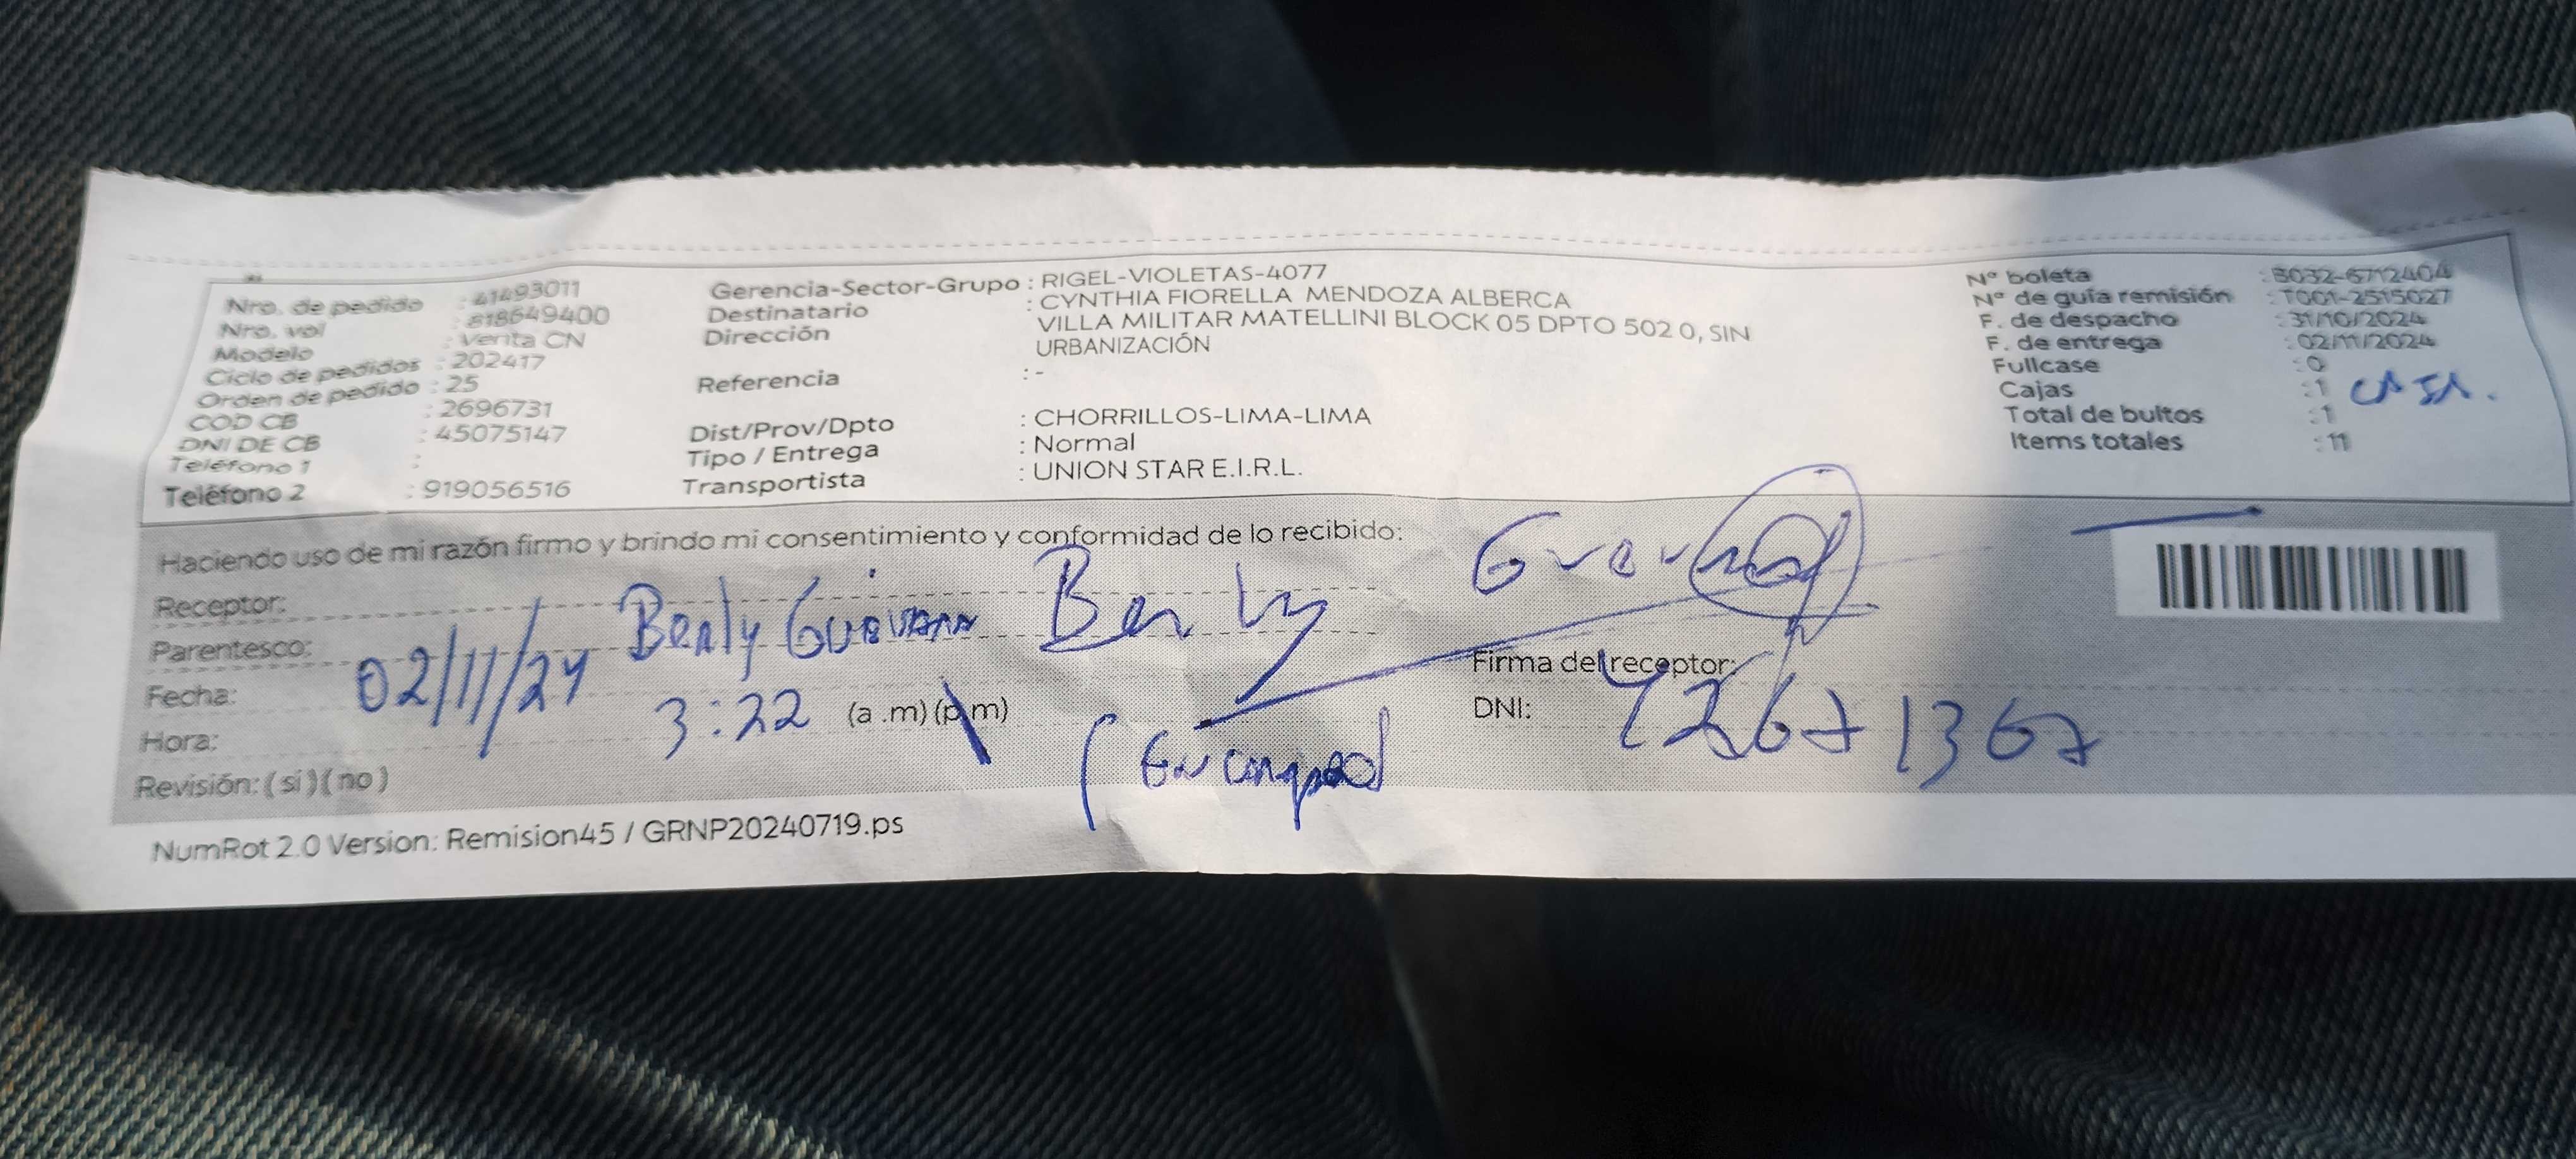 Nro. de pedido : 41493011
Nro. vol : 818649400
Modelo : Venta CN
Ciclo de pedidos : 202417
Orden de pedido : 25
COD CB : 2696731
DNI DE CB : 45075147
Teléfono 1 :
Teléfono 2 : 919056516
Gerencia-Sector-Grupo : RIGEL-VIOLETAS-4077
Destinatario : CYNTHIA FIORELLA MENDOZA ALBERCA
Dirección : VILLA MILITAR MATELLINI BLOCK 05 DPTO 502 0, SIN
URBANIZACIÓN
Referencia : -
Dist/Prov/Dpto : CHORRILLOS-LIMA-LIMA
Tipo / Entrega : Normal
Transportista : UNION STAR E.I.R.L.
N° boleta : B032-6712404
N° de guía remisión : T001-2515027
F. de despacho : 31/10/2024
F. de entrega : 02/11/2024
Fullcase : 0
Cajas : 1
Total de bultos : 1
Items totales : 11
Haciendo uso de mi razón firmo y brindo mi consentimiento y conformidad de lo recibido:
Receptor:
Parentesco:
Fecha: 02/11/24
Hora: 3:22 (a .m) (p.m)
Revisión: ( si ) ( no )
Firma del receptor:
DNI: 72671367
NumRot 2.0 Version: Remision45 / GRNP20240719.ps